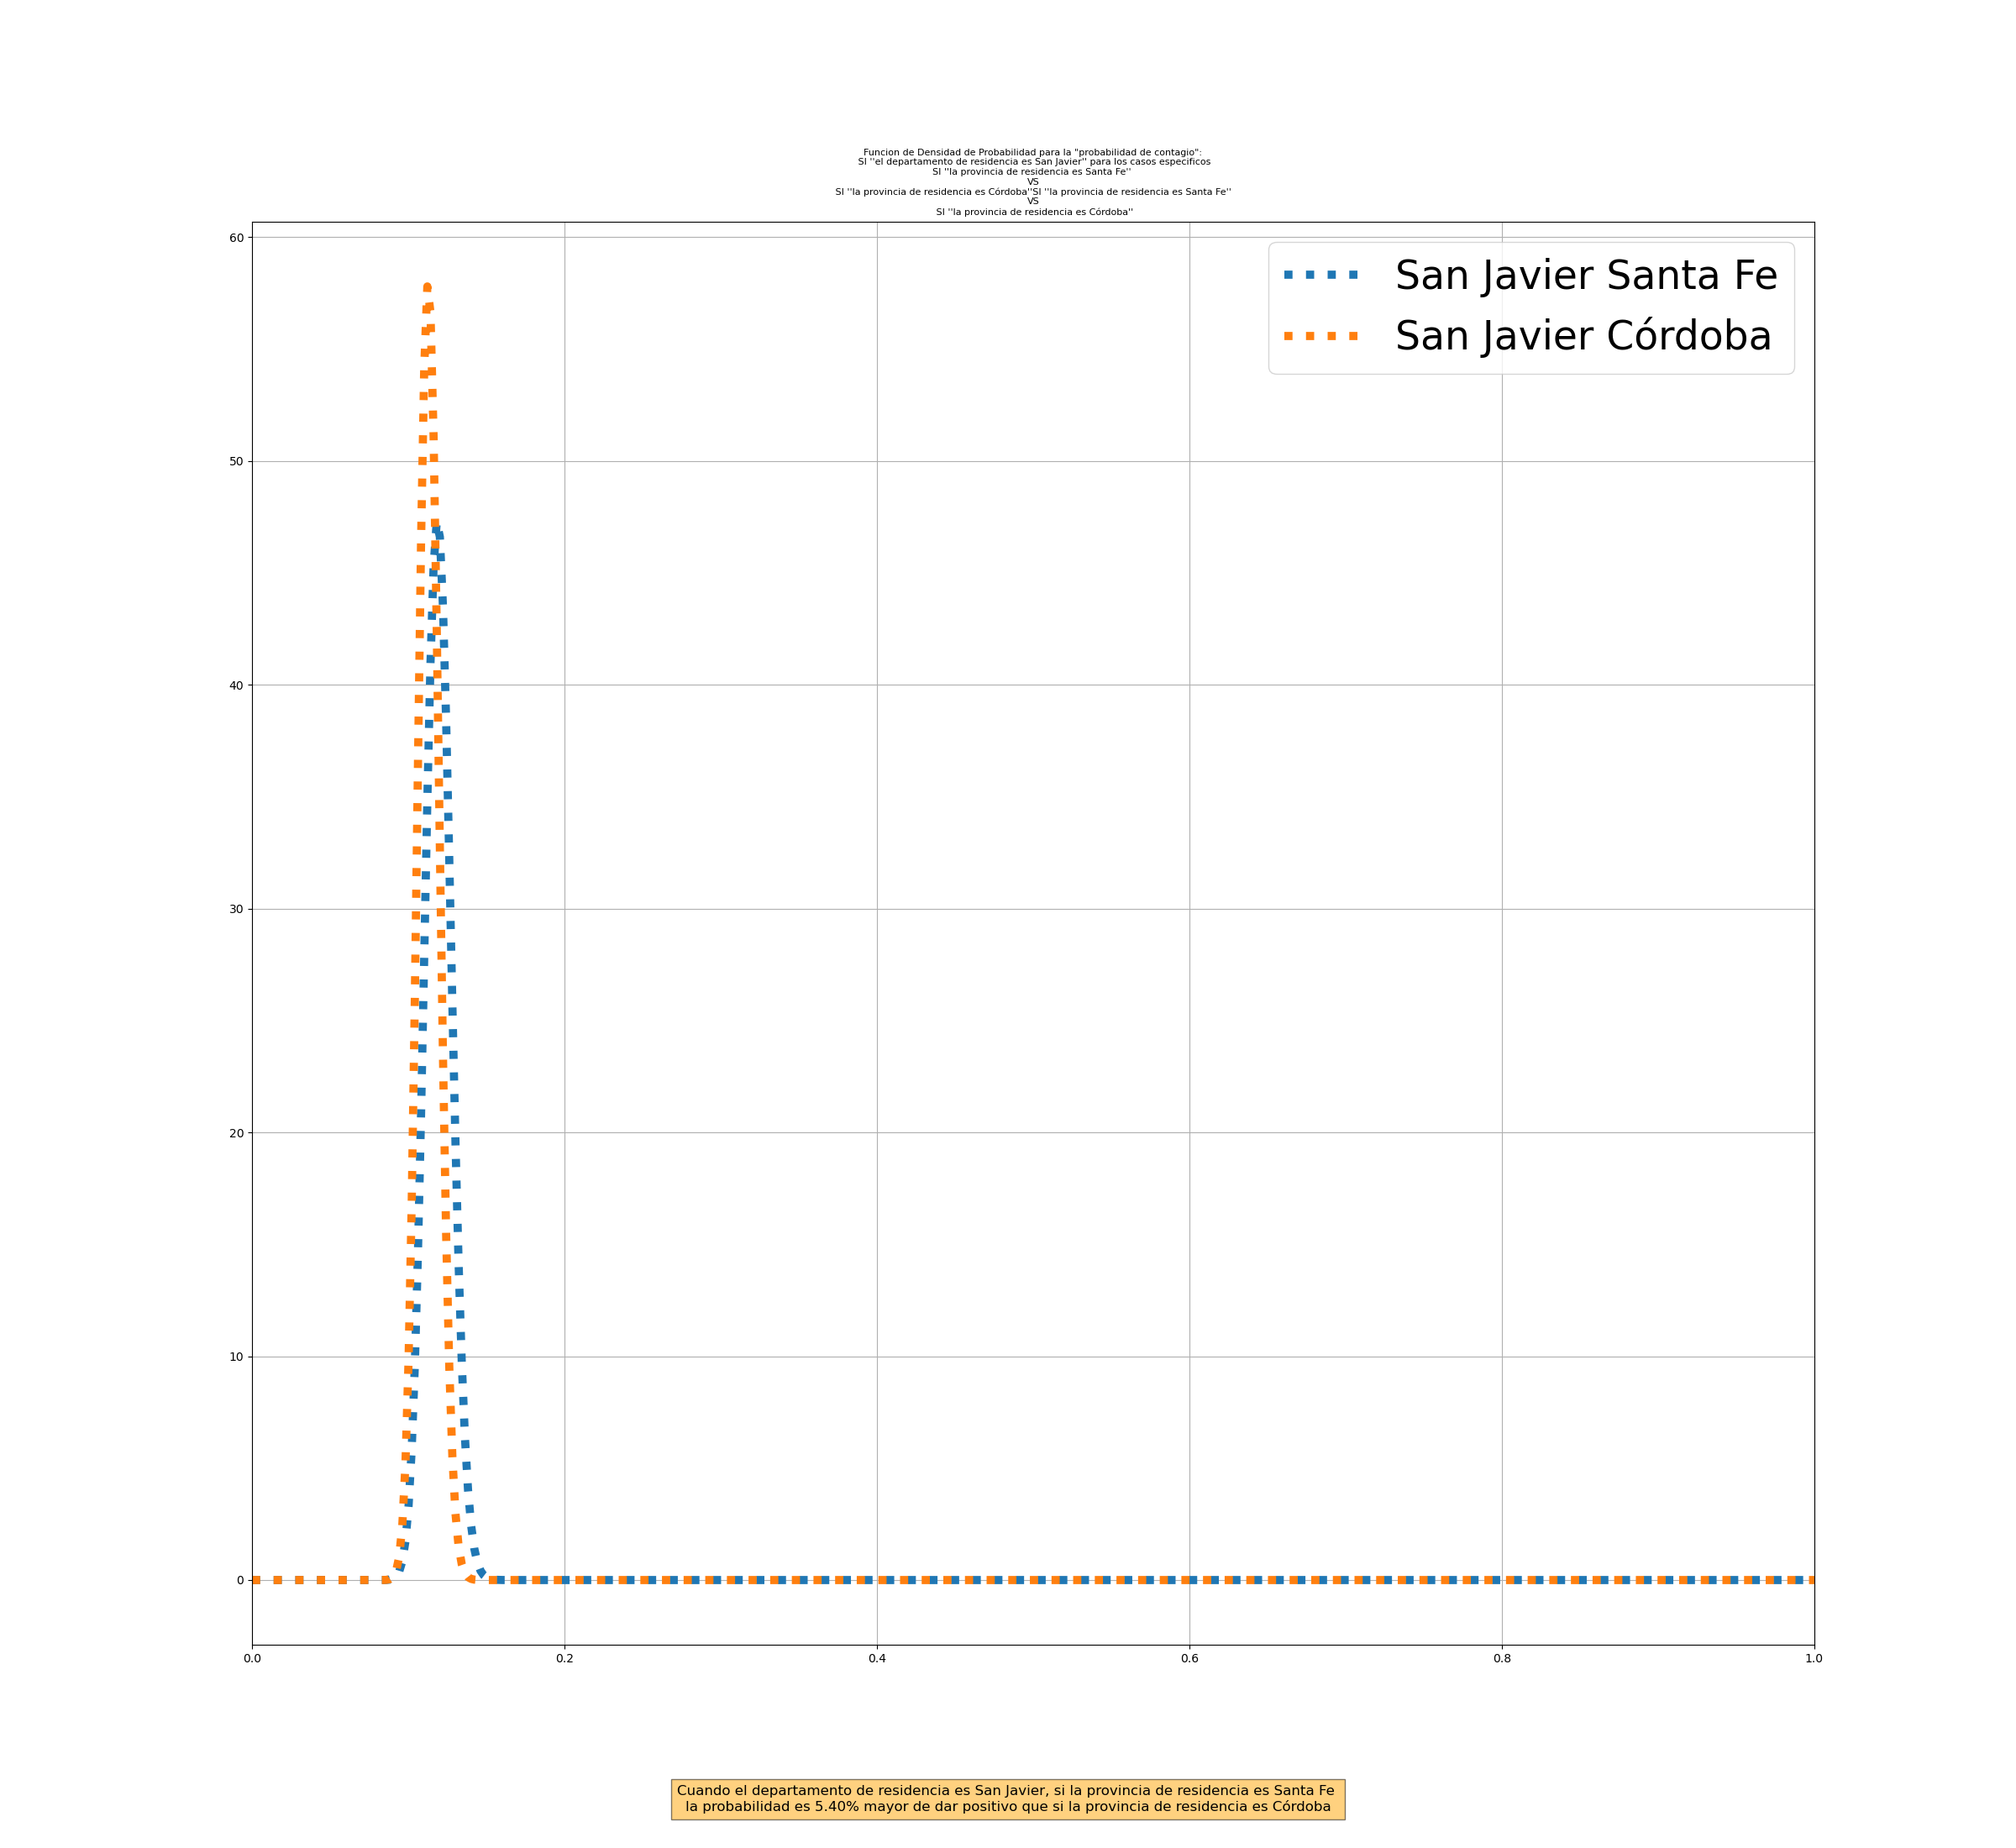 Funcion de Densidad de Probabilidad para la "probabilidad de contagio":
SI ''el departamento de residencia es San Javier'' para los casos especificos
SI ''la provincia de residencia es Santa Fe''
VS
SI ''la provincia de residencia es Córdoba''SI ''la provincia de residencia es Santa Fe''
VS
SI ''la provincia de residencia es Córdoba''
60
50
40
30
20
10
0
San Javier Santa Fe
San Javier Córdoba
0.0 0.2 0.4 0.6 0.8 1.0
Cuando el departamento de residencia es San Javier, si la provincia de residencia es Santa Fe
la probabilidad es 5.40% mayor de dar positivo que si la provincia de residencia es Córdoba